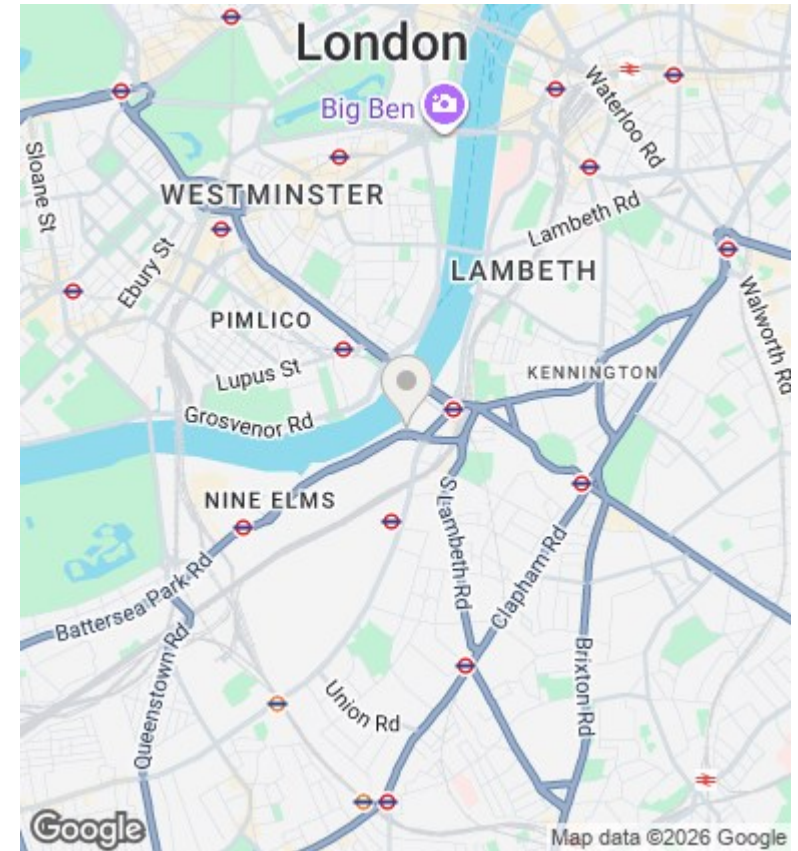 London
Big Ben
Waterloo Rd
Sloane St
WESTMINSTER
Lambeth Rd
Ebury St
LAMBETH
Walworth Rd
PIMLICO
Lupus St
KENNINGTON
Grosvenor Rd
NINE ELMS
S Lambeth Rd
Clapham Rd
Battersea Park Rd
Brixton Rd
Queenstown Rd
Union Rd
Google
Map data ©2026 Google